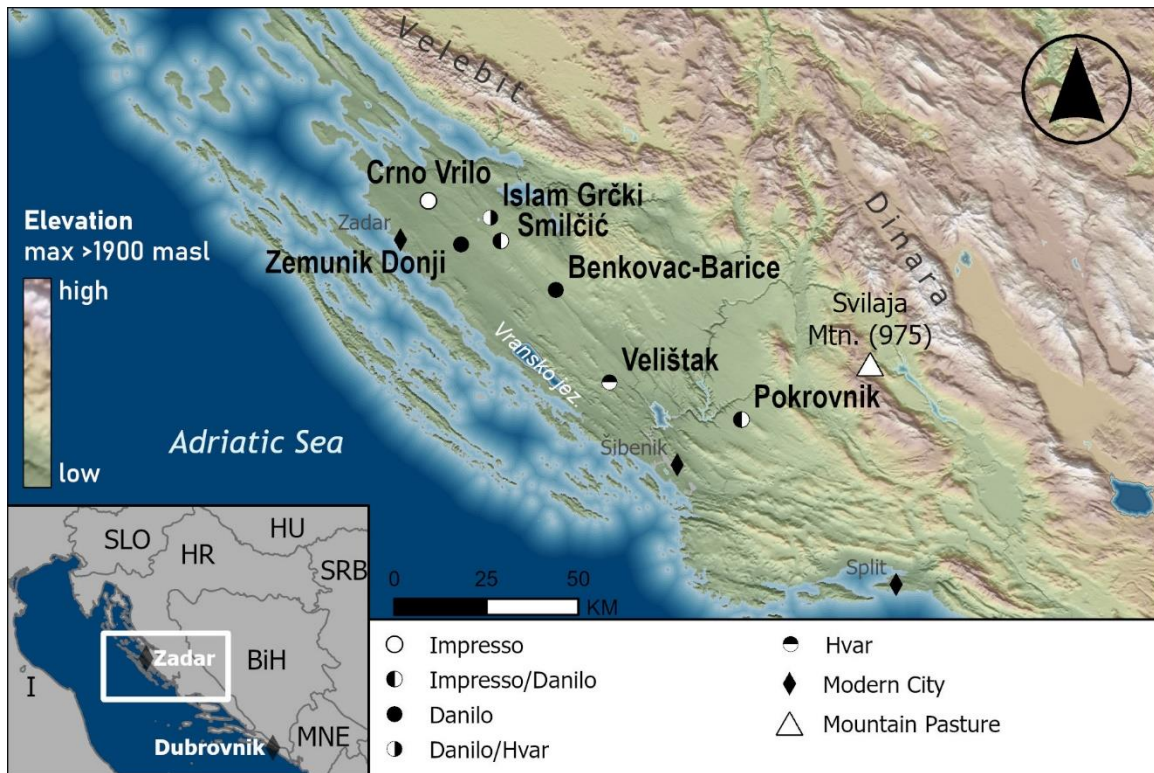 Velebit
Dinara
Crno Vrilo
Islam Grčki
Smilčić
Zadar
Zemunik Donji
Benkovac-Barice
Svilaja
Mtn. (975)
Vransko jez.
Velištak
Pokrovnik
Šibenik
Adriatic Sea
Split
Elevation
max >1900 masl
high
low
0 25 50
KM
SLO
HU
HR
SRB
Zadar
BiH
I
MNE
Dubrovnik
Impresso
Impresso/Danilo
Danilo
Danilo/Hvar
Hvar
Modern City
Mountain Pasture